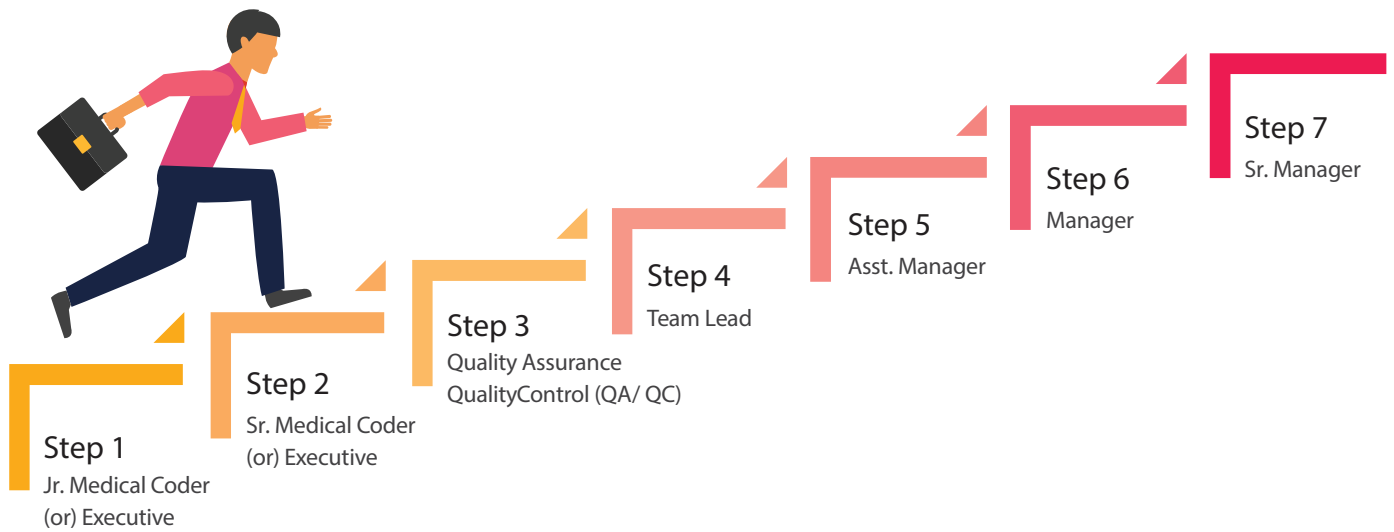 Step 1
Jr. Medical Coder
(or) Executive
Step 2
Sr. Medical Coder
(or) Executive
Step 3
Quality Assurance
QualityControl (QA/ QC)
Step 4
Team Lead
Step 5
Asst. Manager
Step 6
Manager
Step 7
Sr. Manager